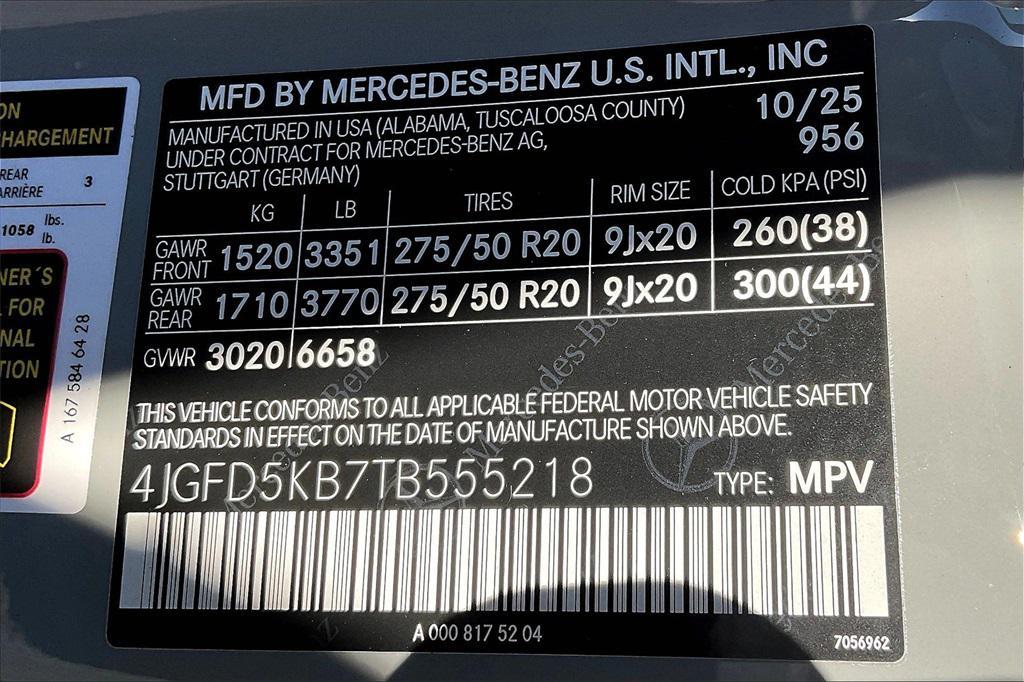 MFD BY MERCEDES-BENZ U.S. INTL., INC
MANUFACTURED IN USA (ALABAMA, TUSCALOOSA COUNTY) 10/25
UNDER CONTRACT FOR MERCEDES-BENZ AG, 956
STUTTGART (GERMANY)
KG LB TIRES RIM SIZE COLD KPA (PSI)
GAWR FRONT 1520 3351 275/50 R20 9Jx20 260(38)
GAWR REAR 1710 3770 275/50 R20 9Jx20 300(44)
GVWR 3020 6658
THIS VEHICLE CONFORMS TO ALL APPLICABLE FEDERAL MOTOR VEHICLE SAFETY
STANDARDS IN EFFECT ON THE DATE OF MANUFACTURE SHOWN ABOVE.
4JGFD5KB7TB555218 TYPE: MPV
A 000 817 52 04 7056962
ON
CHARGEMENT
REAR
ARRIÈRE 3
1058 lbs.
lb.
NER´S
L FOR
NAL
TION
A 167 584 64 28
Mercedes-Benz
Mercedes-Benz